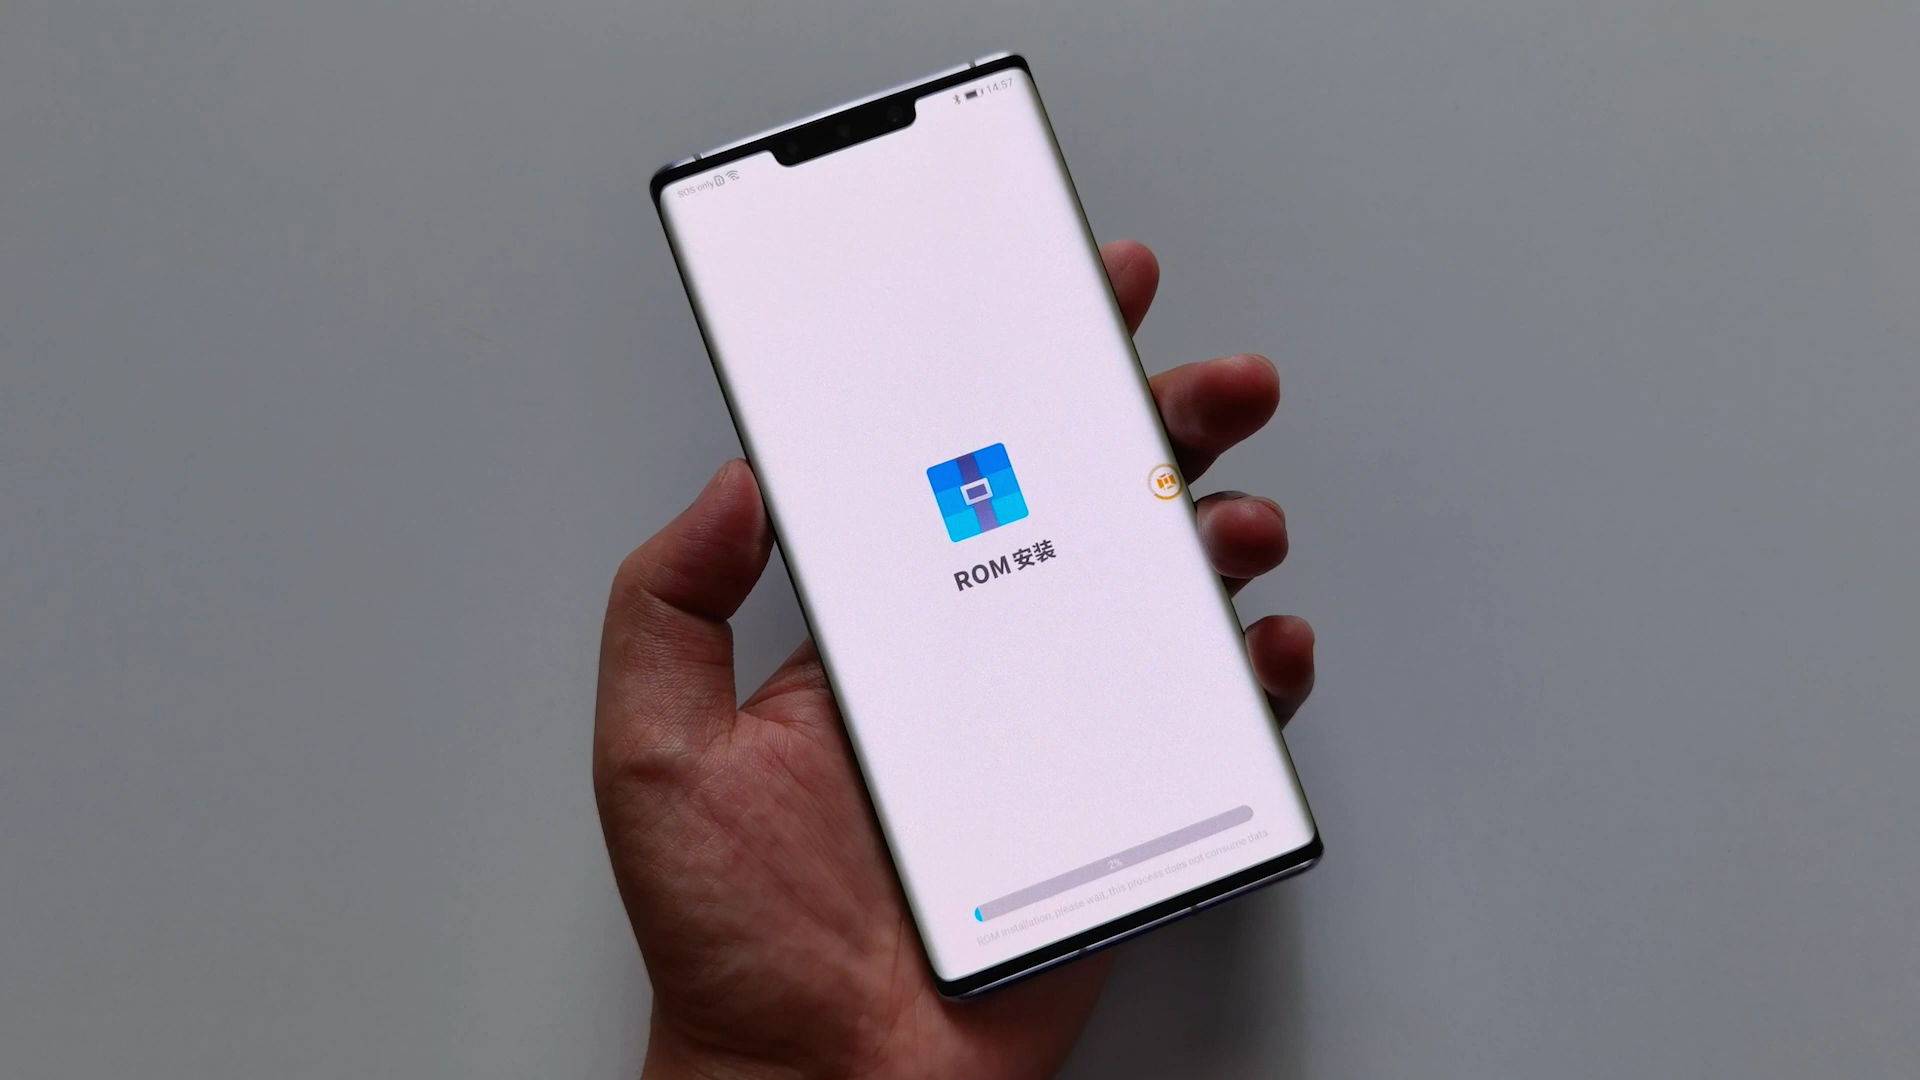 SOS only
14:57
ROM 安装
2%
ROM installation, please wait, this process does not consume data